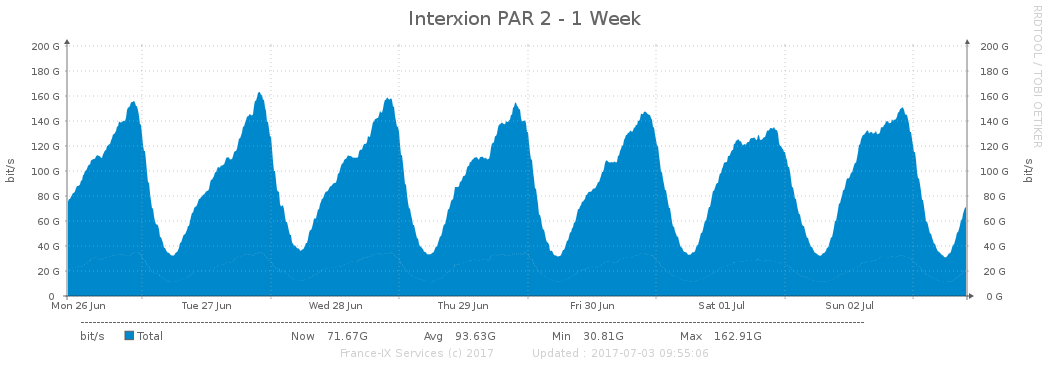 Interxion PAR 2 - 1 Week
RRDTOOL / TOBI OETIKER
200 G 200 G
180 G 180 G
160 G 160 G
140 G 140 G
120 G 120 G
100 G 100 G
80 G 80 G
60 G 60 G
40 G 40 G
20 G 20 G
0 0 G
bit/s bit/s
Mon 26 Jun Tue 27 Jun Wed 28 Jun Thu 29 Jun Fri 30 Jun Sat 01 Jul Sun 02 Jul
bit/s Total Now 71.67G Avg 93.63G Min 30.81G Max 162.91G
France-IX Services (c) 2017 Updated : 2017-07-03 09:55:06